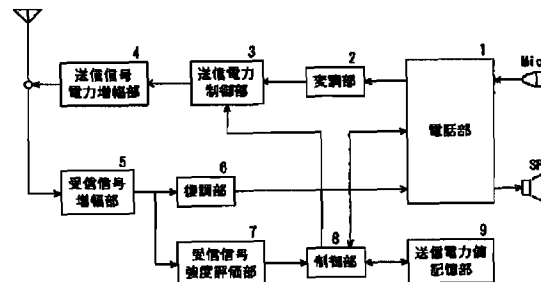 4
送信信号
電力増幅部
3
送信電力
制御部
2
変調部
1
電話部
Mic
SP
5
受信信号
増幅部
6
復調部
7
受信信号
強度評価部
8
制御部
9
送信電力値
記憶部